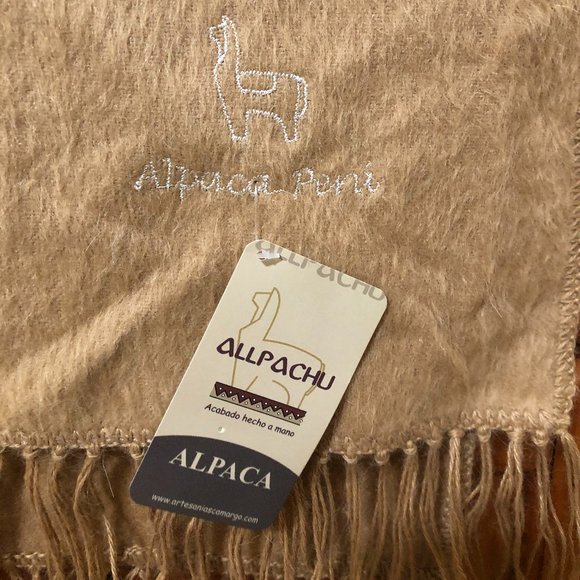 Alpaca Perú
ALLPACHU
ALLPACHU
Acabado hecho a mano
ALPACA
www.artesaniascamargo.com